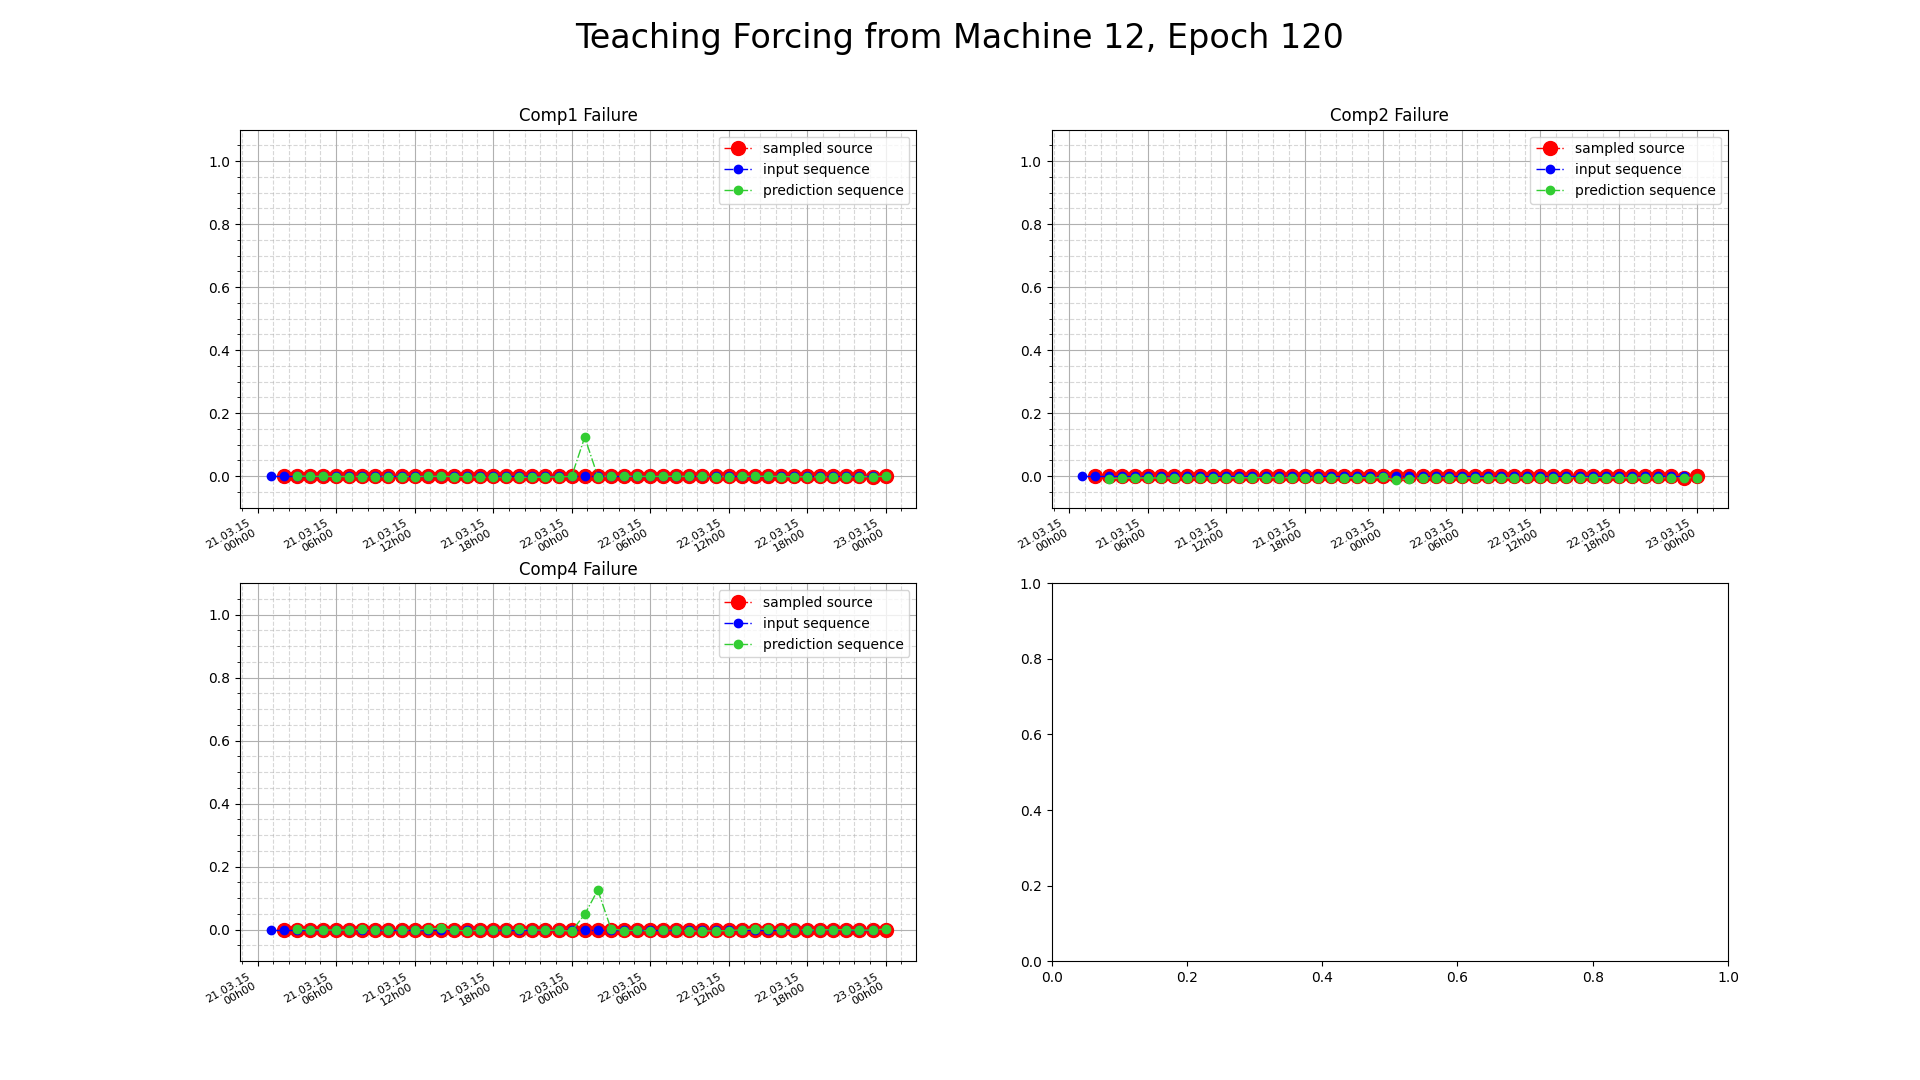 Teaching Forcing from Machine 12, Epoch 120
Comp1 Failure
1.0
0.8
0.6
0.4
0.2
0.0
sampled source
input sequence
prediction sequence
21.03.15
00h00
21.03.15
06h00
21.03.15
12h00
21.03.15
18h00
22.03.15
00h00
22.03.15
06h00
22.03.15
12h00
22.03.15
18h00
23.03.15
00h00
Comp2 Failure
1.0
0.8
0.6
0.4
0.2
0.0
sampled source
input sequence
prediction sequence
21.03.15
00h00
21.03.15
06h00
21.03.15
12h00
21.03.15
18h00
22.03.15
00h00
22.03.15
06h00
22.03.15
12h00
22.03.15
18h00
23.03.15
00h00
Comp4 Failure
1.0
0.8
0.6
0.4
0.2
0.0
sampled source
input sequence
prediction sequence
21.03.15
00h00
21.03.15
06h00
21.03.15
12h00
21.03.15
18h00
22.03.15
00h00
22.03.15
06h00
22.03.15
12h00
22.03.15
18h00
23.03.15
00h00
1.0
0.8
0.6
0.4
0.2
0.0
0.0 0.2 0.4 0.6 0.8 1.0